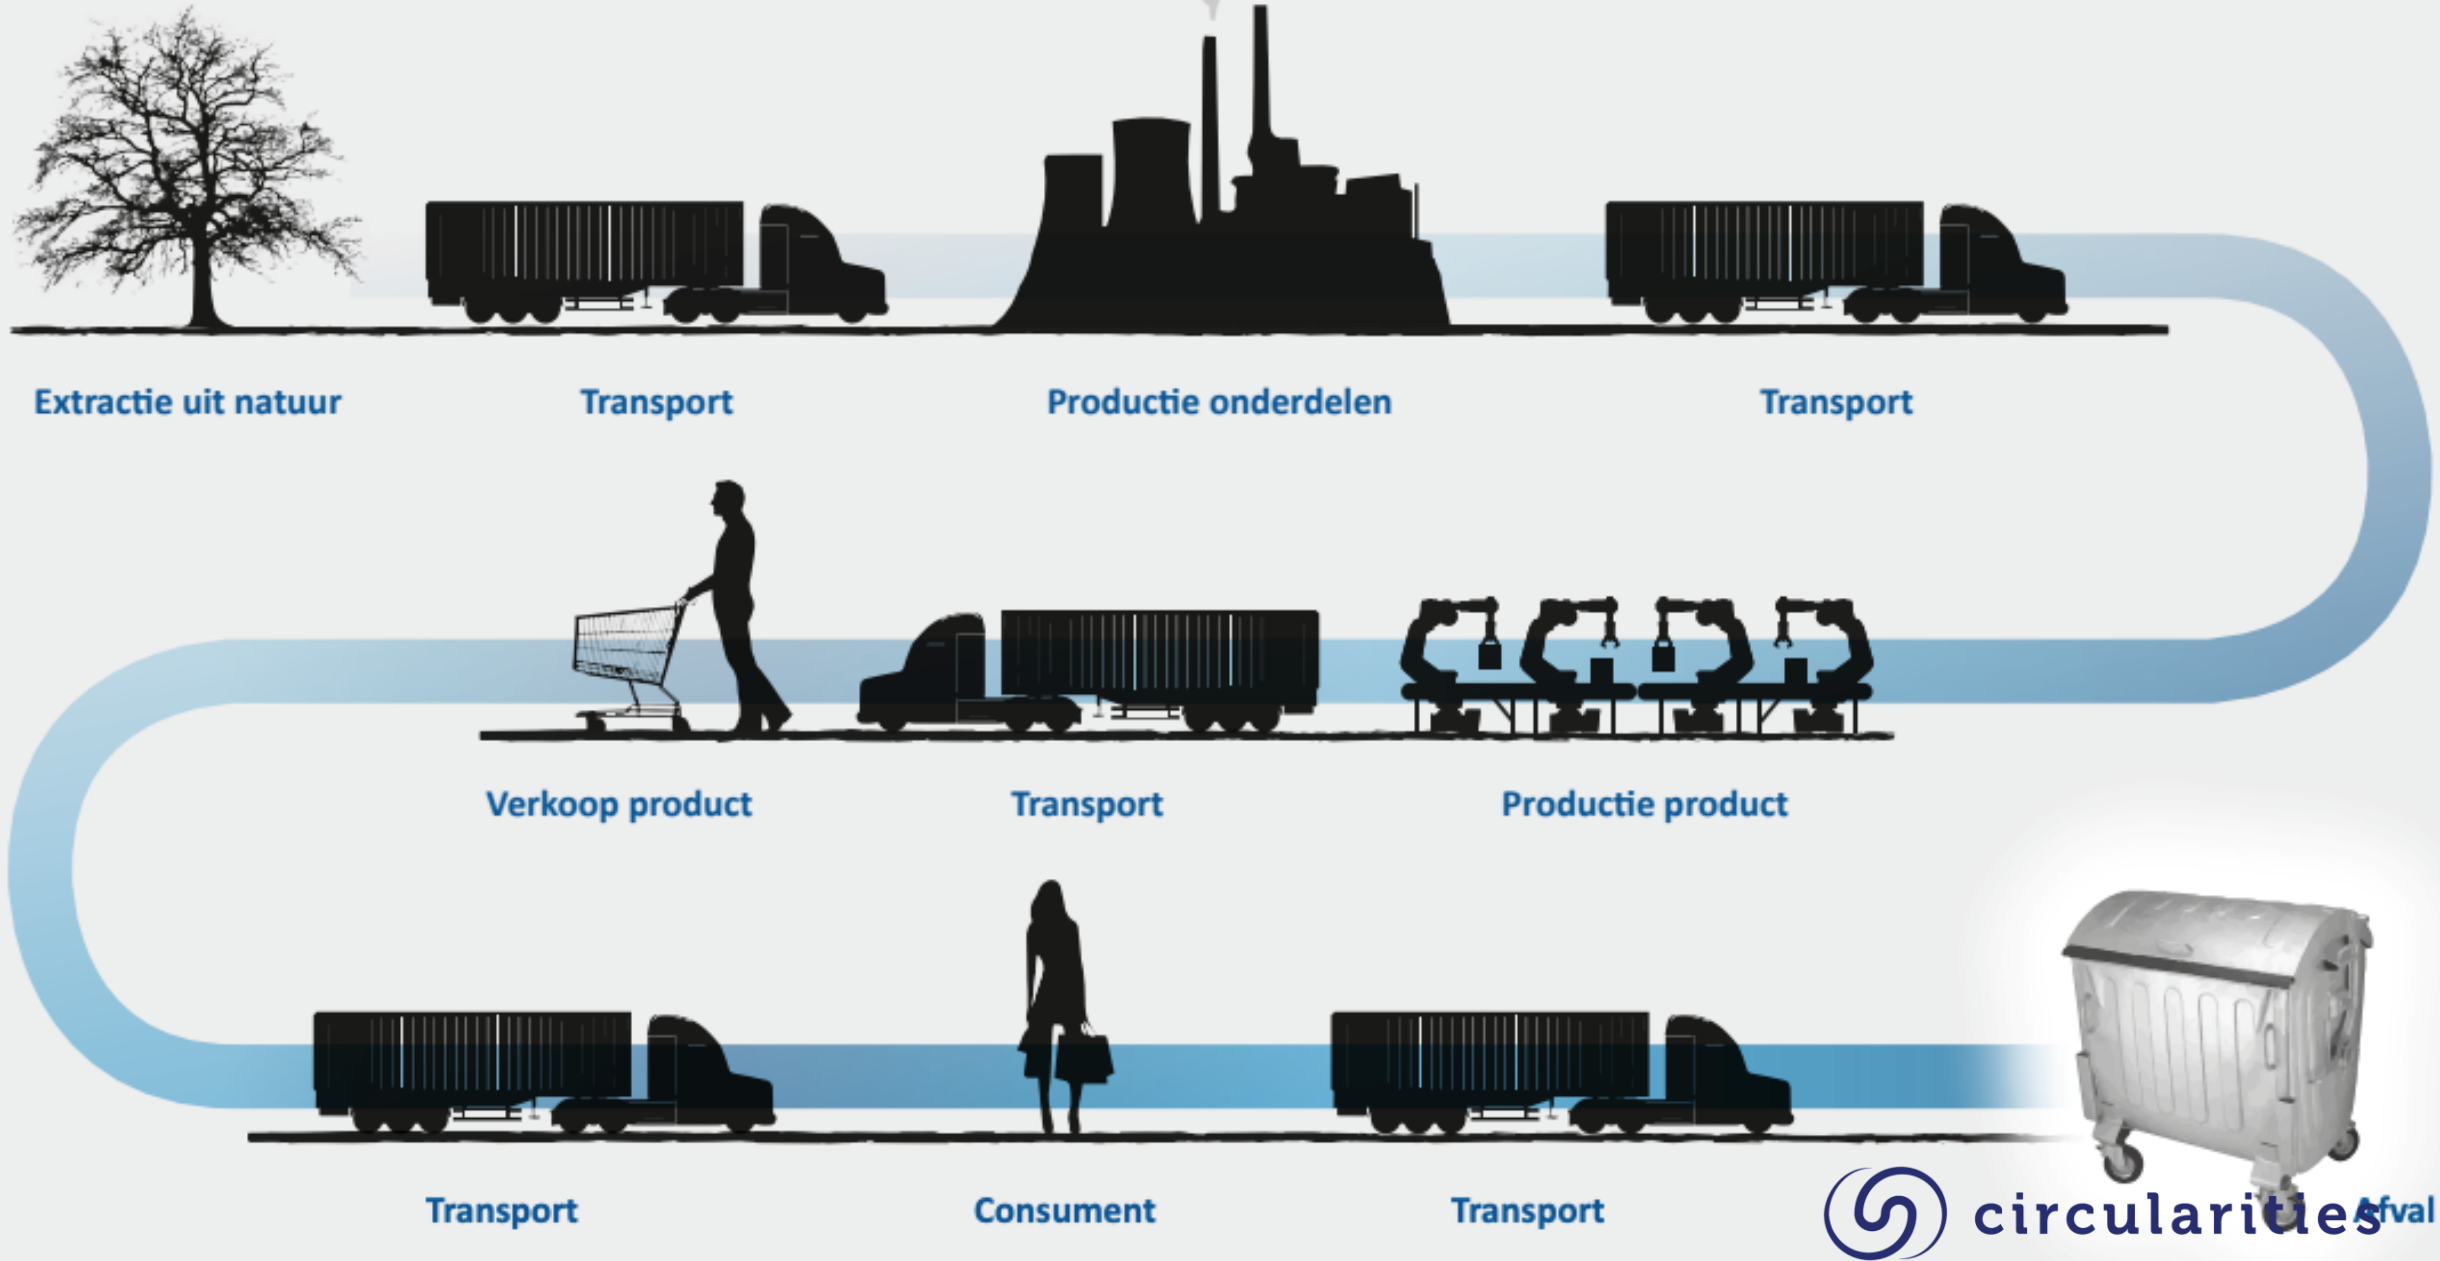 Extractie uit natuur
Transport
Productie onderdelen
Transport
Verkoop product
Transport
Productie product
Transport
Consument
Transport
Afval
circularities